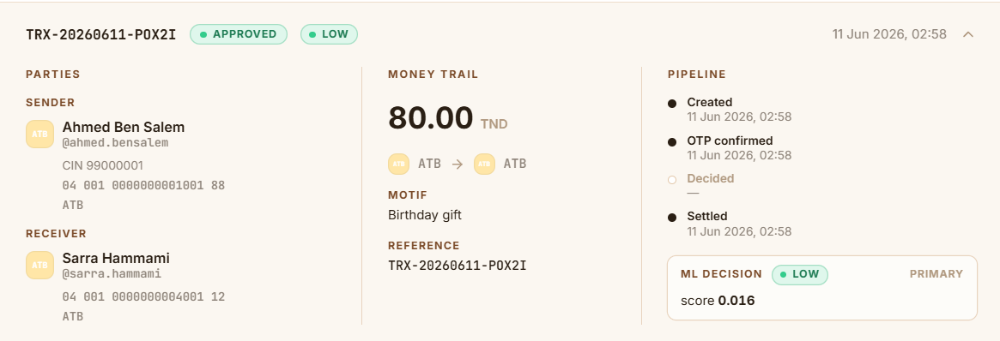 TRX-20260611-POX2I APPROVED LOW 11 Jun 2026, 02:58
PARTIES
SENDER
ATB
Ahmed Ben Salem
@ahmed.bensalem
CIN 99000001
04 001 0000000001001 88
ATB
RECEIVER
ATB
Sarra Hammami
@sarra.hammami
04 001 0000000004001 12
ATB
MONEY TRAIL
80.00 TND
ATB ATB → ATB ATB
MOTIF
Birthday gift
REFERENCE
TRX-20260611-POX2I
PIPELINE
Created
11 Jun 2026, 02:58
OTP confirmed
11 Jun 2026, 02:58
Decided
—
Settled
11 Jun 2026, 02:58
ML DECISION LOW PRIMARY
score 0.016